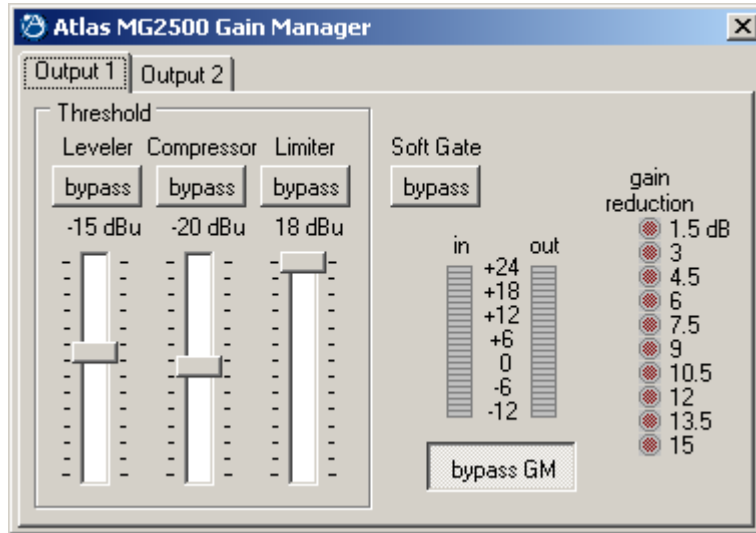 Atlas MG2500 Gain Manager
Output 1 Output 2
Threshold
Leveler Compressor Limiter
bypass bypass bypass
-15 dBu -20 dBu 18 dBu
Soft Gate
bypass
in out
+24
+18
+12
+6
0
-6
-12
bypass GM
gain
reduction
1.5 dB
3
4.5
6
7.5
9
10.5
12
13.5
15